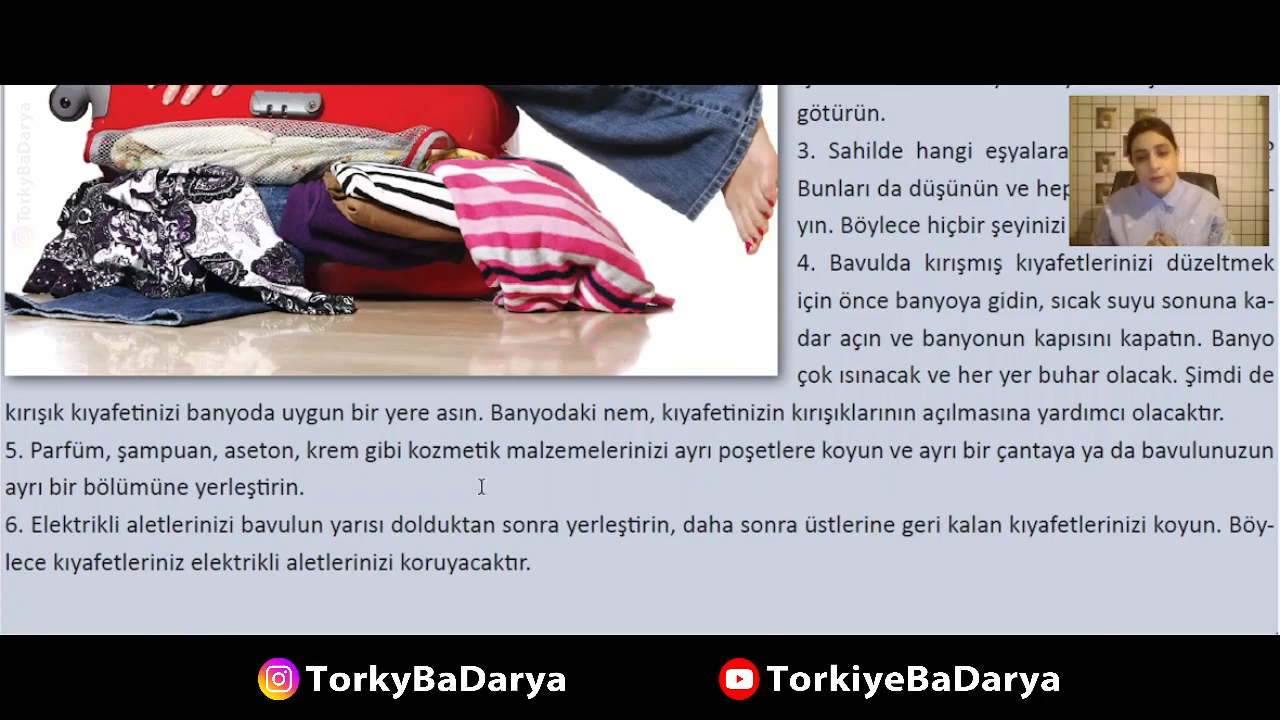 TorkyBaDarya
götürün.
3. Sahilde hangi eşyalara
Bunları da düşünün ve hep
yın. Böylece hiçbir şeyinizi
4. Bavulda kırışmış kıyafetlerinizi düzeltmek
için önce banyoya gidin, sıcak suyu sonuna ka-
dar açın ve banyonun kapısını kapatın. Banyo
çok ısınacak ve her yer buhar olacak. Şimdi de
kırışık kıyafetinizi banyoda uygun bir yere asın. Banyodaki nem, kıyafetinizin kırışıklarının açılmasına yardımcı olacaktır.
5. Parfüm, şampuan, aseton, krem gibi kozmetik malzemelerinizi ayrı poşetlere koyun ve ayrı bir çantaya ya da bavulunuzun
ayrı bir bölümüne yerleştirin.
6. Elektrikli aletlerinizi bavulun yarısı dolduktan sonra yerleştirin, daha sonra üstlerine geri kalan kıyafetlerinizi koyun. Böy-
lece kıyafetleriniz elektrikli aletlerinizi koruyacaktır.
TorkyBaDarya
TorkiyeBaDarya